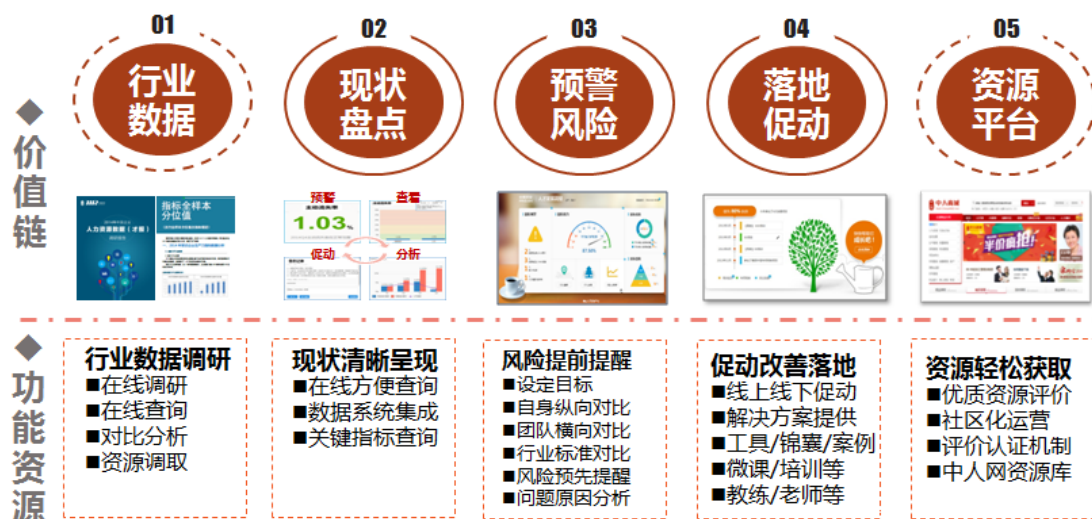 01
02
03
04
05
行业
数据
现状
盘点
预警
风险
落地
促动
资源
平台
◆价值链
人力资源数据(才报)
指标全样本
分位值
预警
查看
1.03%
促动
分析
◆功能资源
行业数据调研
■在线调研
■在线查询
■对比分析
■资源调取
现状清晰呈现
■在线方便查询
■数据系统集成
■关键指标查询
风险提前提醒
■设定目标
■自身纵向对比
■团队横向对比
■行业标准对比
■风险预先提醒
■问题原因分析
促动改善落地
■线上线下促动
■解决方案提供
■工具/锦囊/案例
■微课/培训等
■教练/老师等
资源轻松获取
■优质资源评价
■社区化运营
■评价认证机制
■中人网资源库